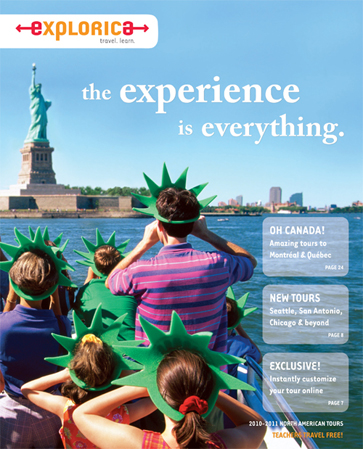 explorica
travel. learn.
the experience
is everything.
OH CANADA!
Amazing tours to
Montréal & Québec
PAGE 24
NEW TOURS
Seattle, San Antonio,
Chicago & beyond
PAGE 8
EXCLUSIVE!
Instantly customize
your tour online
PAGE 7
2010–2011 NORTH AMERICAN TOURS
TEACHERS TRAVEL FREE!